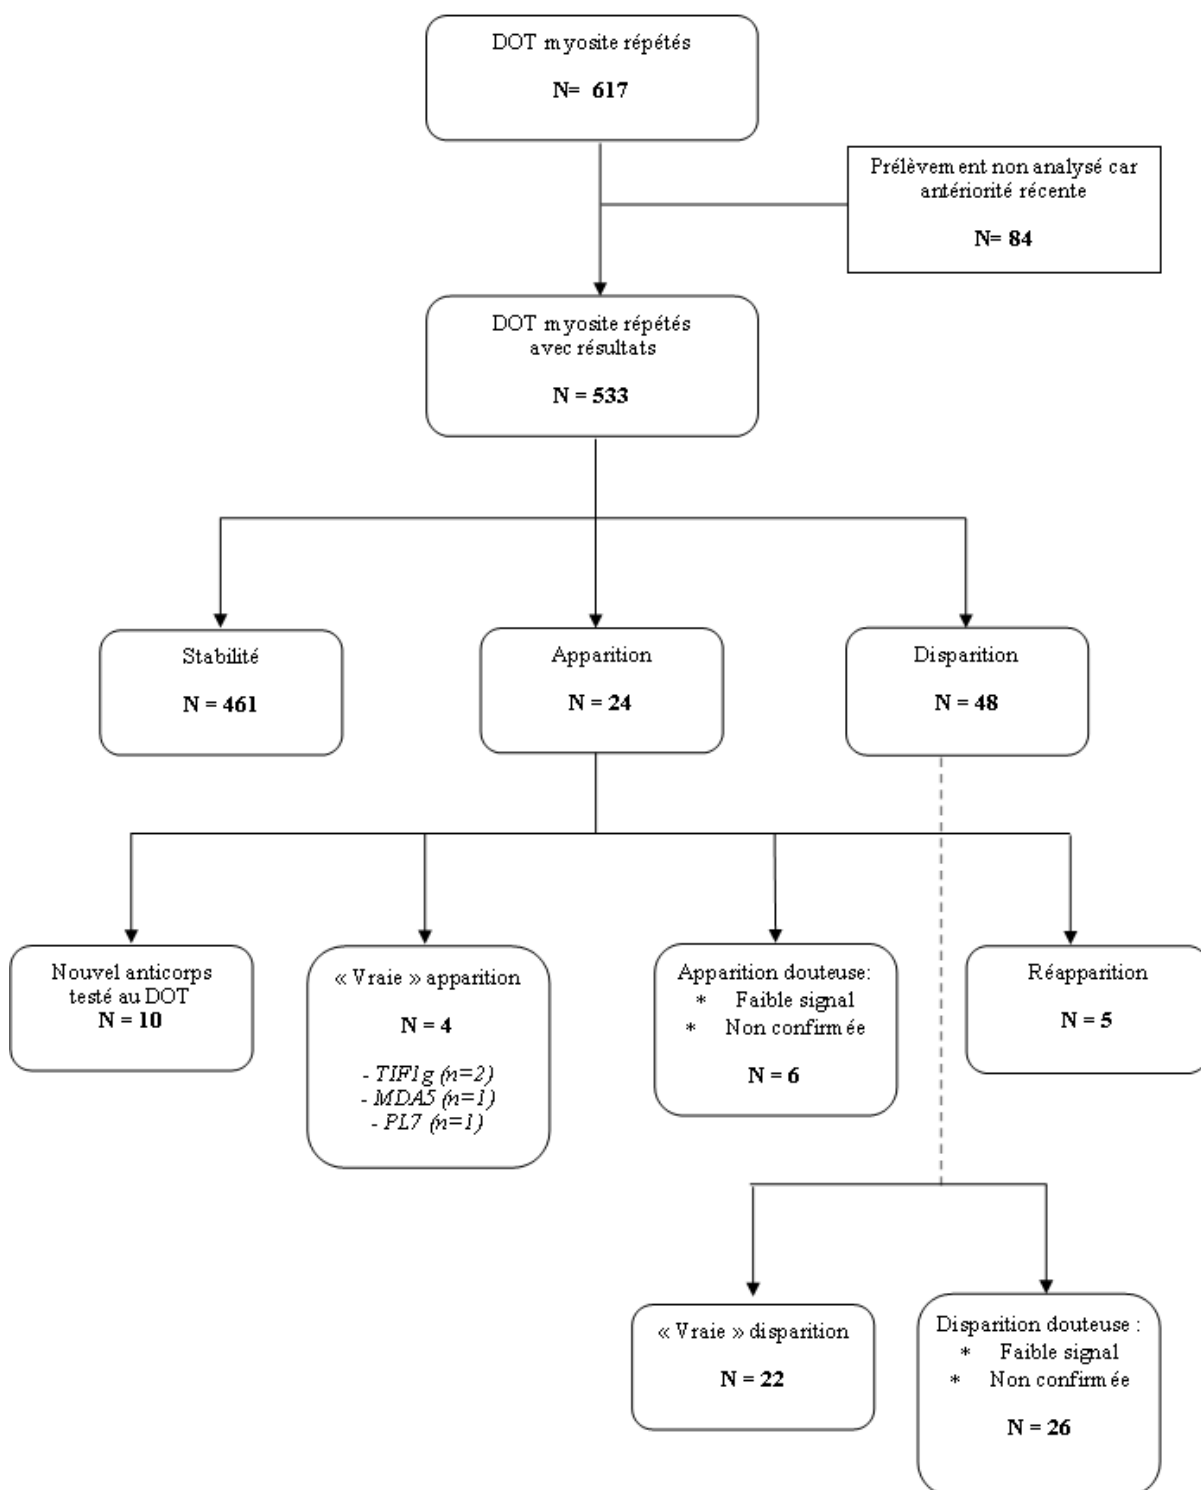 DOT myosite répétés
N= 617
Prélèvement non analysé car
antériorité récente
N= 84
DOT myosite répétés
avec résultats
N = 533
Stabilité
N = 461
Apparition
N = 24
Disparition
N = 48
Nouvel anticorps
testé au DOT
N = 10
« Vraie » apparition
N = 4
- TIF1g (n=2)
- MDA5 (n=1)
- PL7 (n=1)
Apparition douteuse:
* Faible signal
* Non confirmée
N = 6
Réapparition
N = 5
« Vraie » disparition
N = 22
Disparition douteuse :
* Faible signal
* Non confirmée
N = 26